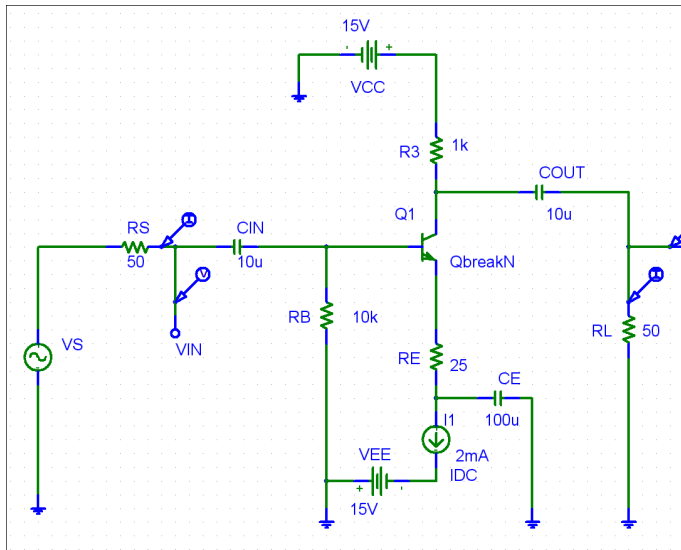 15V
- +
VCC
R3 1k
COUT
10u
Q1
QbreakN
RS
50
CIN
10u
V
VIN
VS
RB 10k
RE 25
CE
100u
I1
2mA
IDC
VEE
+ -
15V
RL 50
I
I